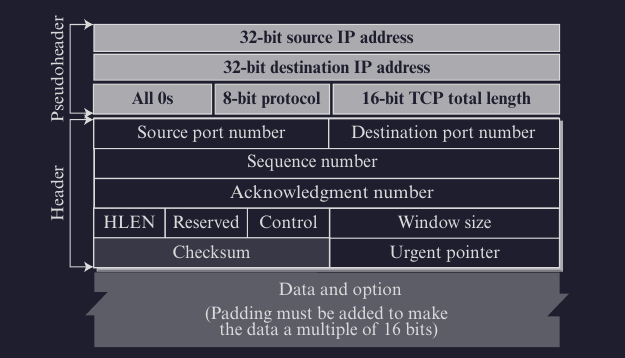 Pseudoheader
32-bit source IP address
32-bit destination IP address
All 0s 8-bit protocol 16-bit TCP total length
Header
Source port number Destination port number
Sequence number
Acknowledgment number
HLEN Reserved Control Window size
Checksum Urgent pointer
Data and option
(Padding must be added to make
the data a multiple of 16 bits)